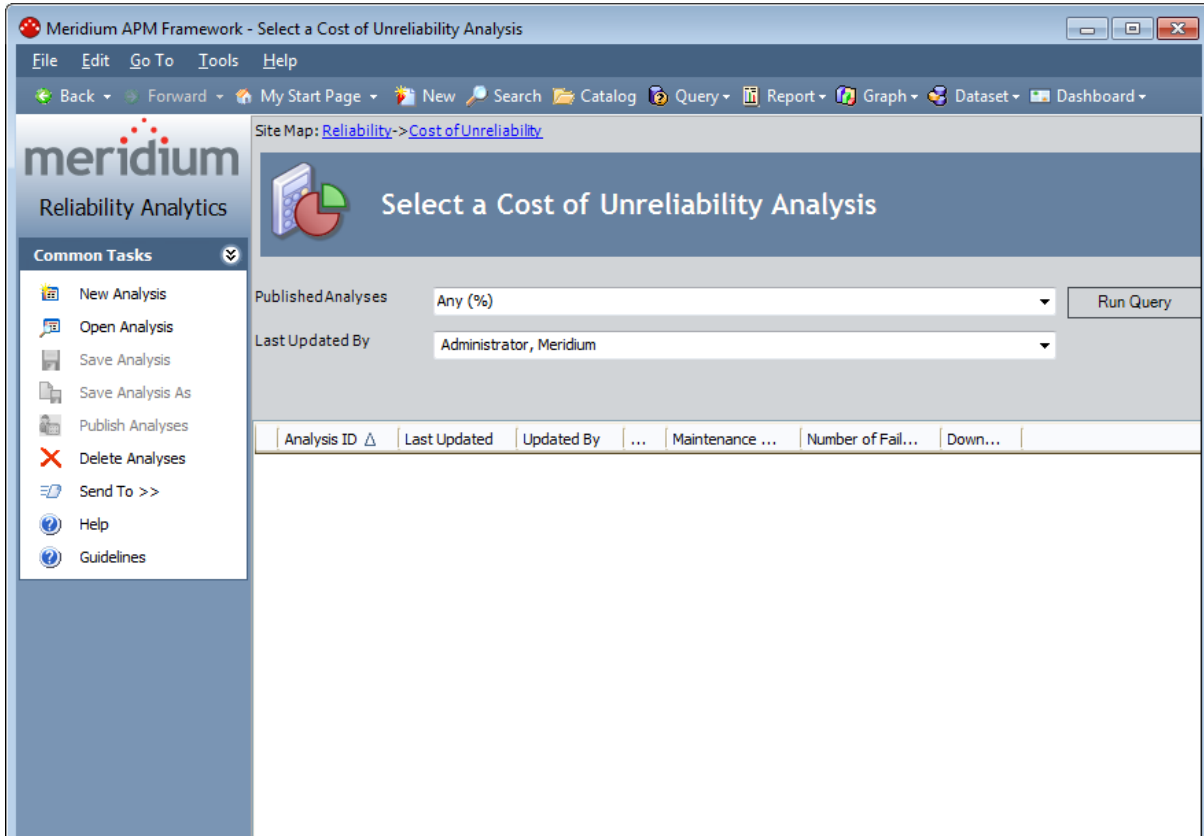 Meridium APM Framework - Select a Cost of Unreliability Analysis
File Edit Go To Tools Help
Back Forward My Start Page New Search Catalog Query Report Graph Dataset Dashboard
meridium
Reliability Analytics
Common Tasks
New Analysis
Open Analysis
Save Analysis
Save Analysis As
Publish Analyses
Delete Analyses
Send To >>
Help
Guidelines
Site Map: Reliability->Cost of Unreliability
Select a Cost of Unreliability Analysis
Published Analyses Any (%) Run Query
Last Updated By Administrator, Meridium
Analysis ID Last Updated Updated By ... Maintenance ... Number of Fail... Down...